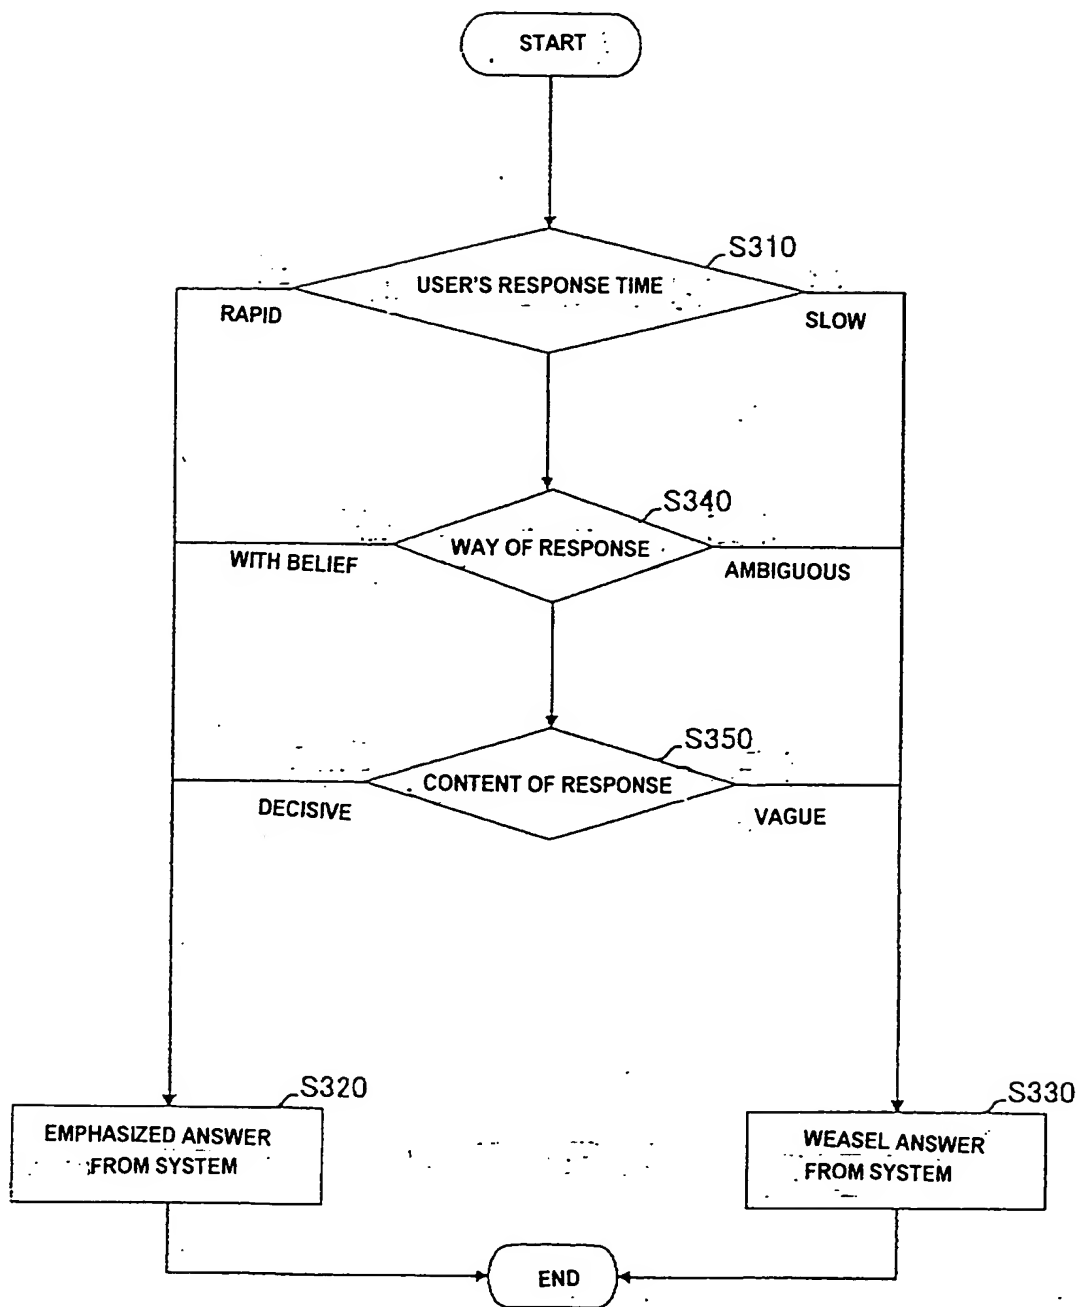 START
S310
USER'S RESPONSE TIME
RAPID
SLOW
S340
WAY OF RESPONSE
WITH BELIEF
AMBIGUOUS
S350
CONTENT OF RESPONSE
DECISIVE
VAGUE
S320
S330
EMPHASIZED ANSWER
FROM SYSTEM
WEASEL ANSWER
FROM SYSTEM
END